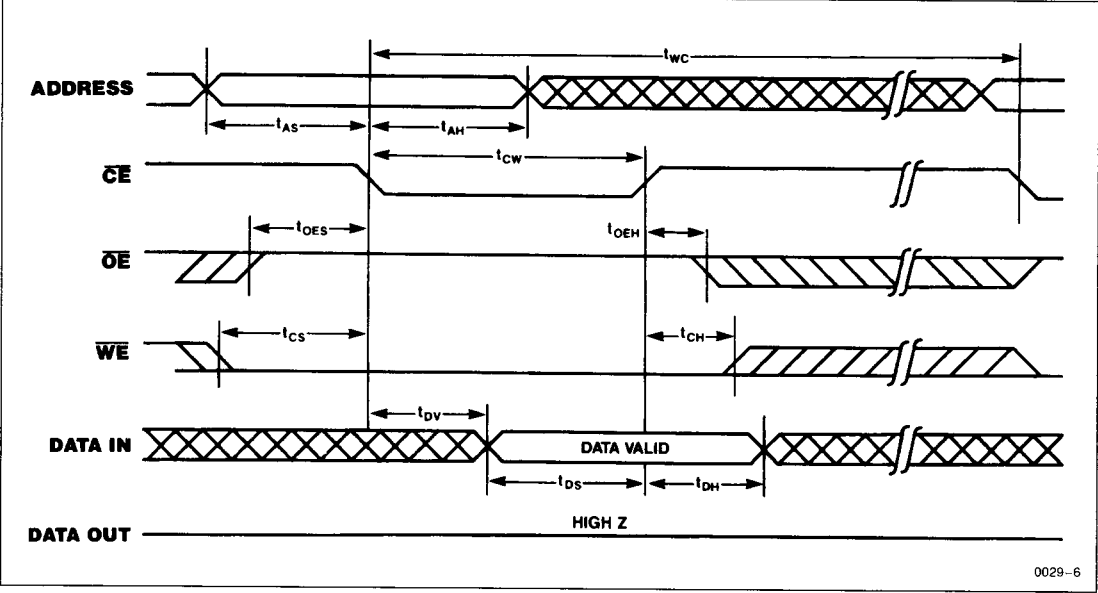 tWC
ADDRESS
tAS
tAH
tCW
CE
tOES
tOEH
OE
tCS
tCH
WE
tDV
DATA IN
DATA VALID
tDS
tDH
HIGH Z
DATA OUT
0029-6